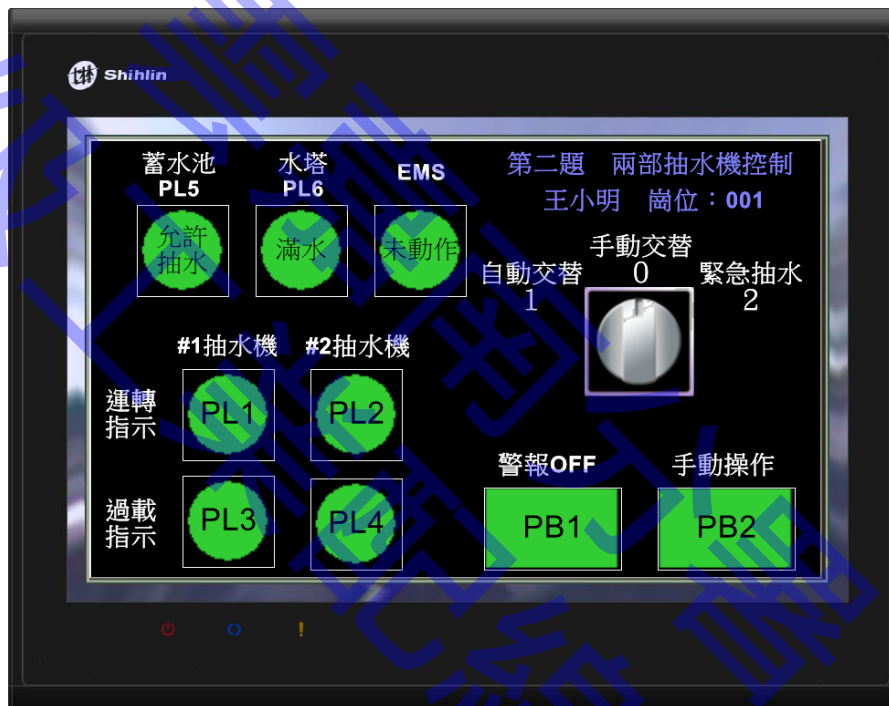 Shihlin
蓄水池
PL5
水塔
PL6
EMS
第二題 兩部抽水機控制
王小明 崗位：001
允許
抽水
滿水
未動作
手動交替
0
自動交替
1
緊急抽水
2
#1抽水機
#2抽水機
運轉
指示
PL1
PL2
過載
指示
PL3
PL4
警報OFF
手動操作
PB1
PB2